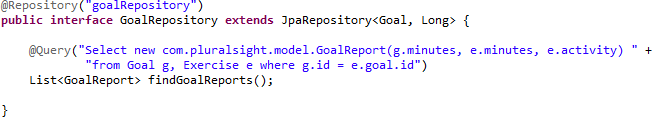 @Repository("goalRepository")
public interface GoalRepository extends JpaRepository<Goal, Long> {
@Query("Select new com.pluralsight.model.GoalReport(g.minutes, e.minutes, e.activity) " +
"from Goal g, Exercise e where g.id = e.goal.id")
List<GoalReport> findGoalReports();
}